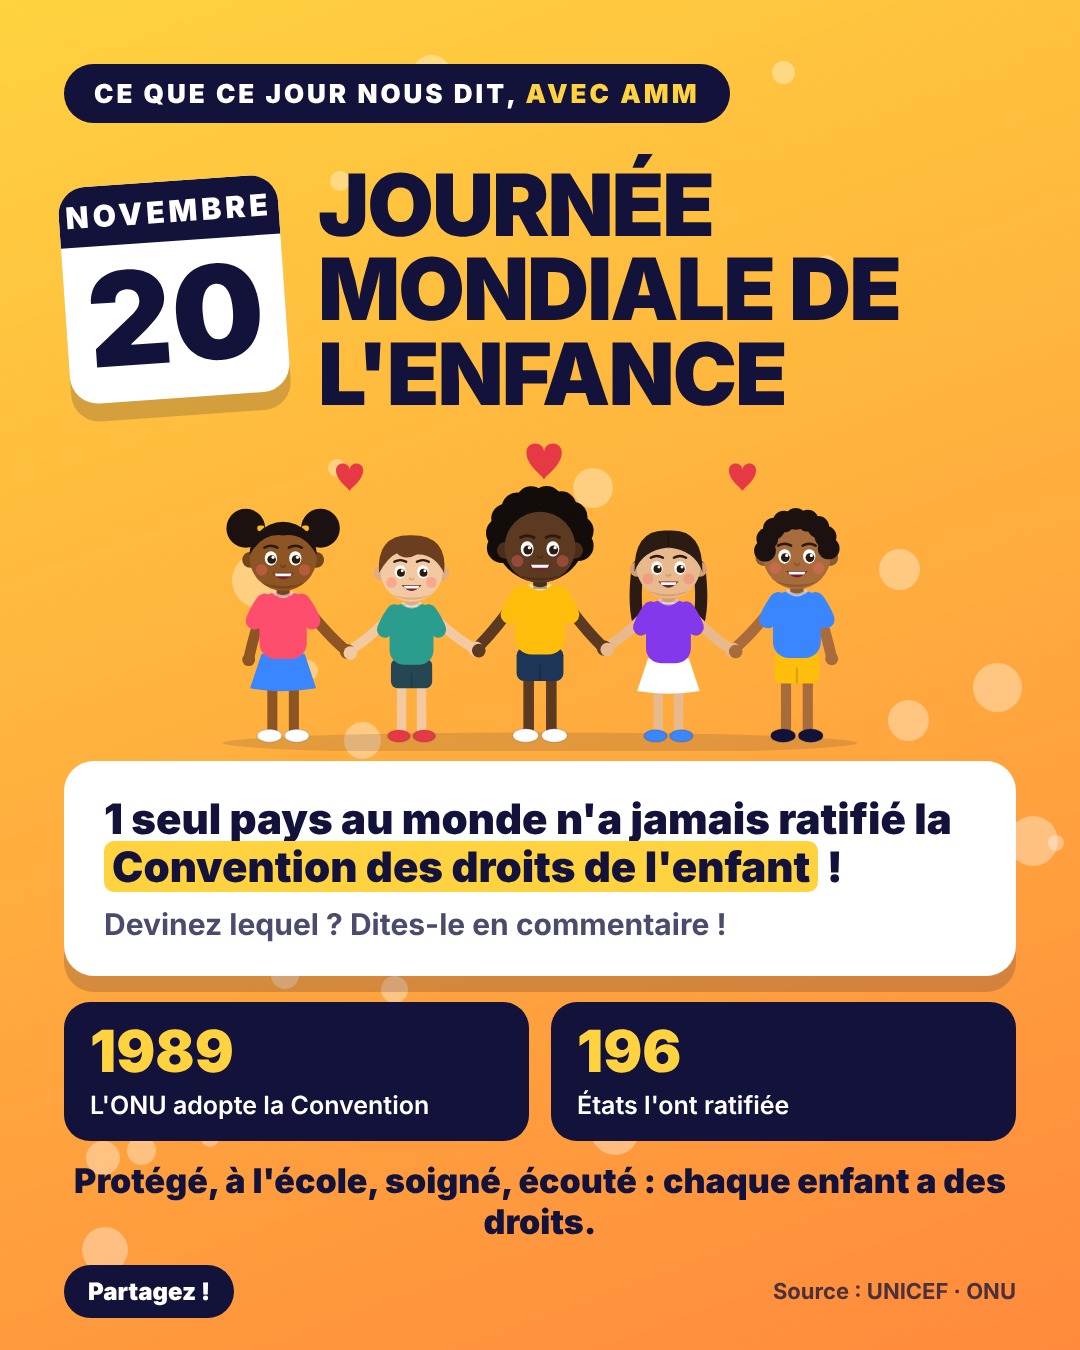 CE QUE CE JOUR NOUS DIT, AVEC AMM
NOVEMBRE
20
JOURNÉE
MONDIALE DE
L'ENFANCE
1 seul pays au monde n'a jamais ratifié la
Convention des droits de l'enfant !
Devinez lequel ? Dites-le en commentaire !
1989
L'ONU adopte la Convention
196
États l'ont ratifiée
Protégé, à l'école, soigné, écouté : chaque enfant a des
droits.
Partagez !
Source : UNICEF · ONU